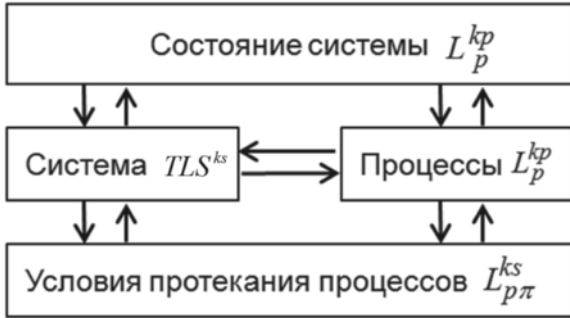 Состояние системы L_p^{kp}
Система TLS^{ks}
Процессы L_p^{kp}
Условия протекания процессов L_{pπ}^{ks}